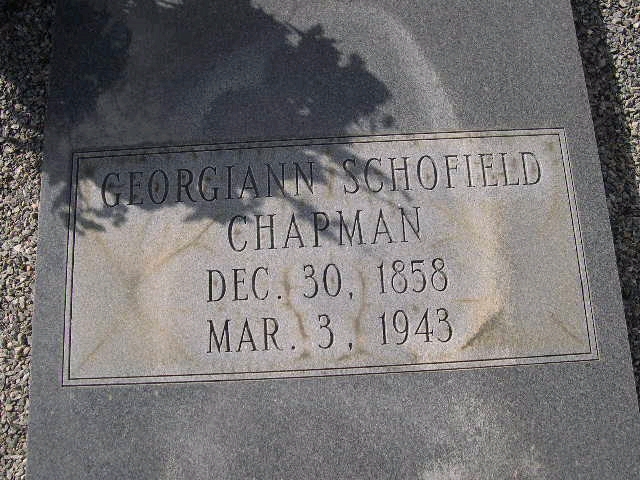 GEORGIANN SCHOFIELD
CHAPMAN
DEC. 30, 1858
MAR. 3, 1943